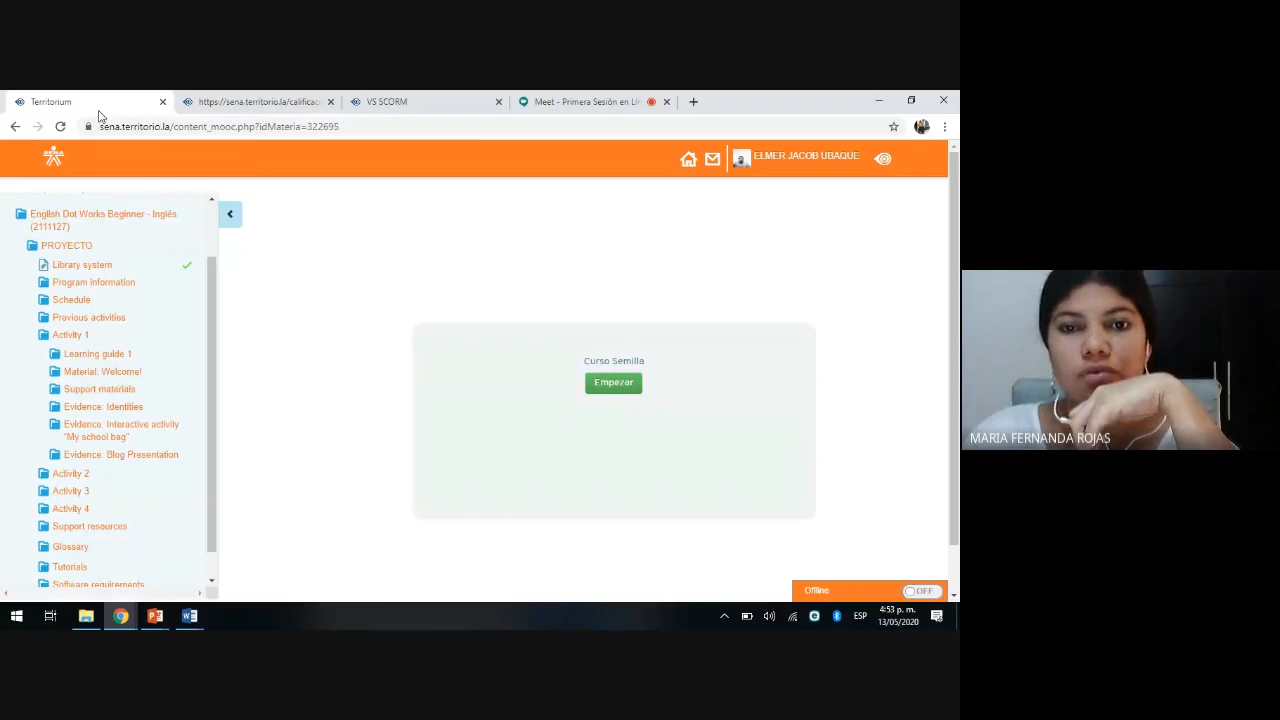 Territorium
https://sena.territorio.la/califica
VS SCORM
Meet - Primera Sesión en Lí
sena.territorio.la/content_mooc.php?idMateria=322695
SENA
ELMER JACOB UBAQUE
English Dot Works Beginner - Inglés
(2111127)
PROYECTO
Library system
Program information
Schedule
Previous activities
Activity 1
Learning guide 1
Material: Welcome!
Support materials
Evidence: Identities
Evidence: Interactive activity
"My school bag"
Evidence: Blog Presentation
Activity 2
Activity 3
Activity 4
Support resources
Glossary
Tutorials
Software requirements
Curso Semilla
Empezar
Offline
OFF
MARIA FERNANDA ROJAS
ESP
4:53 p. m.
13/05/2020